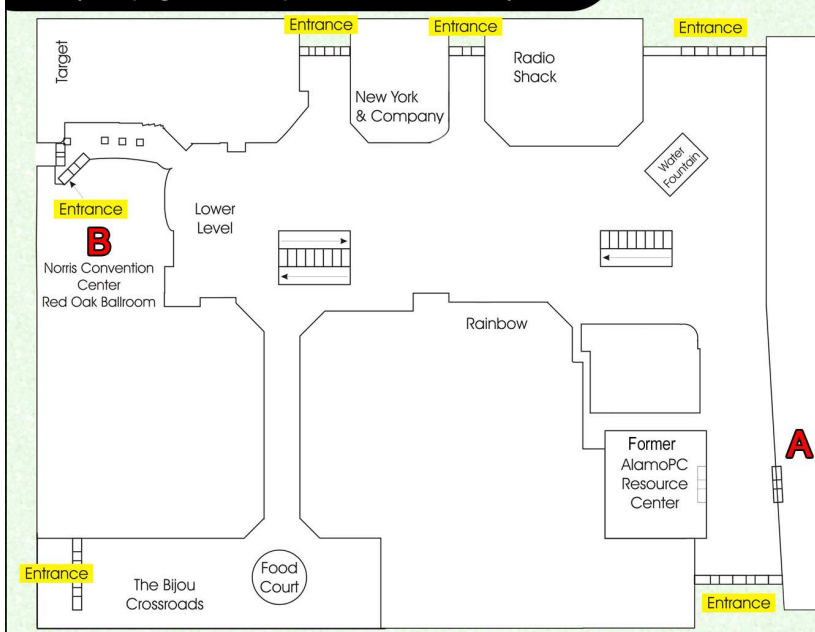 Entrance
Entrance
Entrance
Target
Radio
Shack
New York
& Company
Water
Fountain
Entrance
Lower
Level
B
Norris Convention
Center
Red Oak Ballroom
Rainbow
A
Former
AlamoPC
Resource
Center
Entrance
The Bijou
Crossroads
Food
Court
Entrance